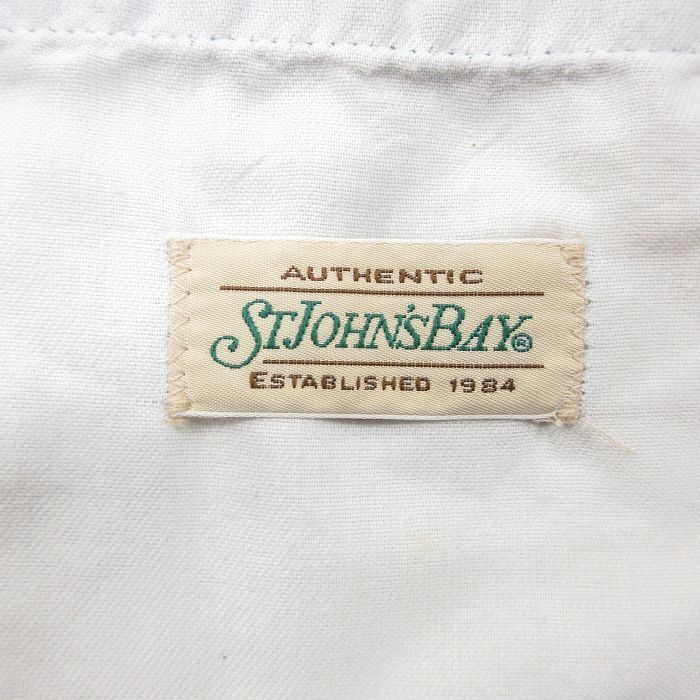 AUTHENTIC
ST JOHN'S BAY®
ESTABLISHED 1984